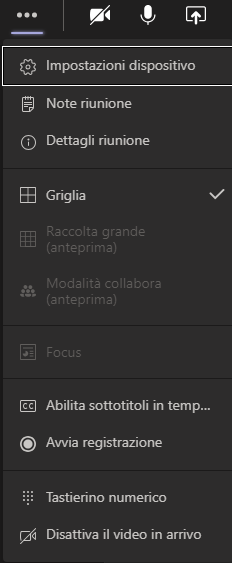 Impostazioni dispositivo
Note riunione
Dettagli riunione
Griglia
Raccolta grande
(anteprima)
Modalità collabora
(anteprima)
Focus
CC Abilita sottotitoli in temp...
Avvia registrazione
Tastierino numerico
Disattiva il video in arrivo